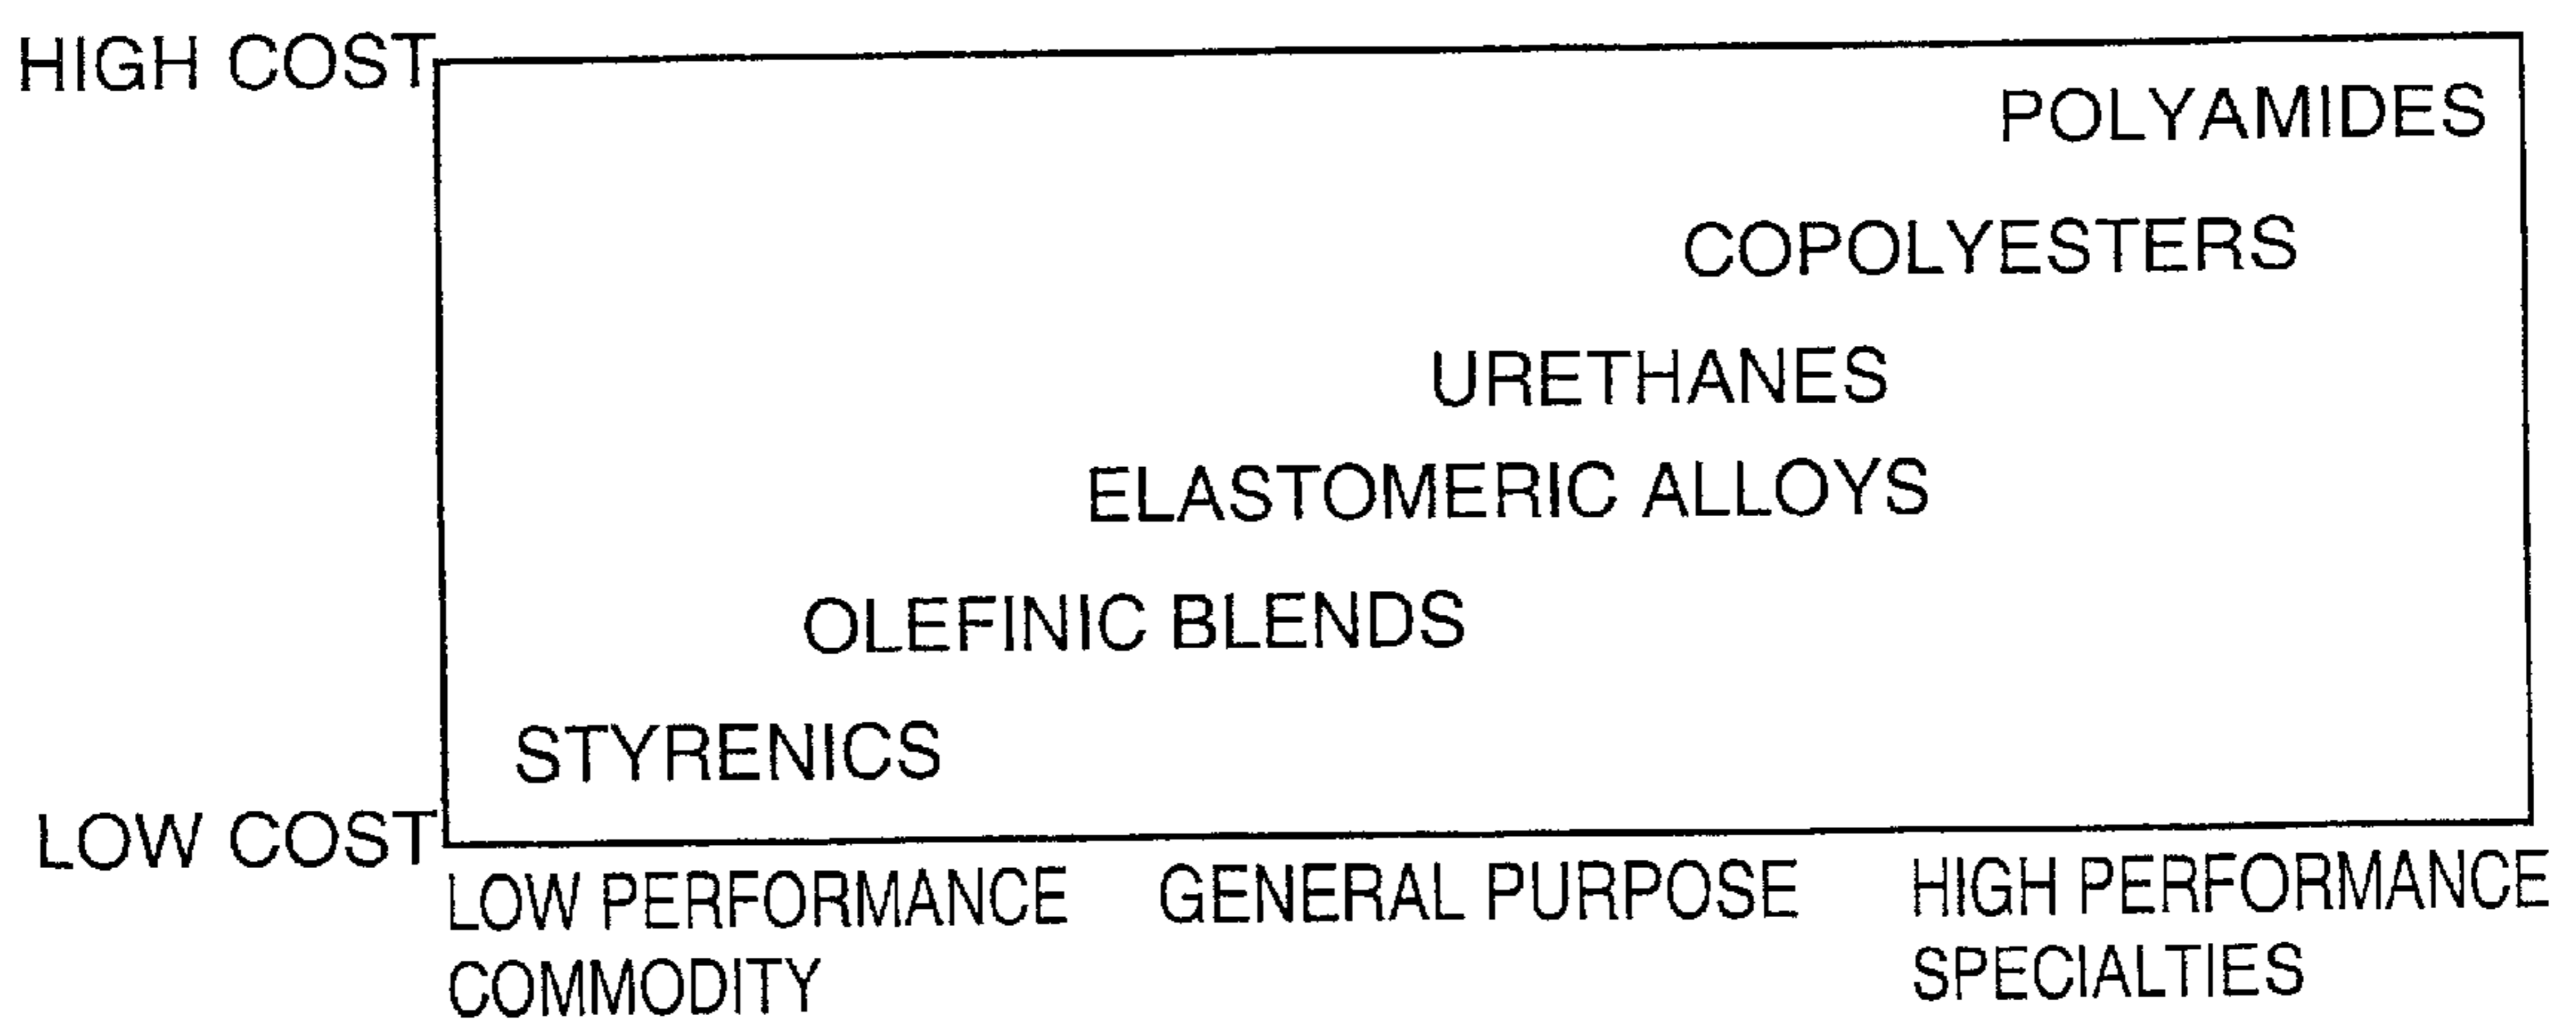 HIGH COST
POLYAMIDES
COPOLYESTERS
URETHANES
ELASTOMERIC ALLOYS
OLEFINIC BLENDS
STYRENICS
LOW COST
LOW PERFORMANCE COMMODITY
GENERAL PURPOSE
HIGH PERFORMANCE SPECIALTIES